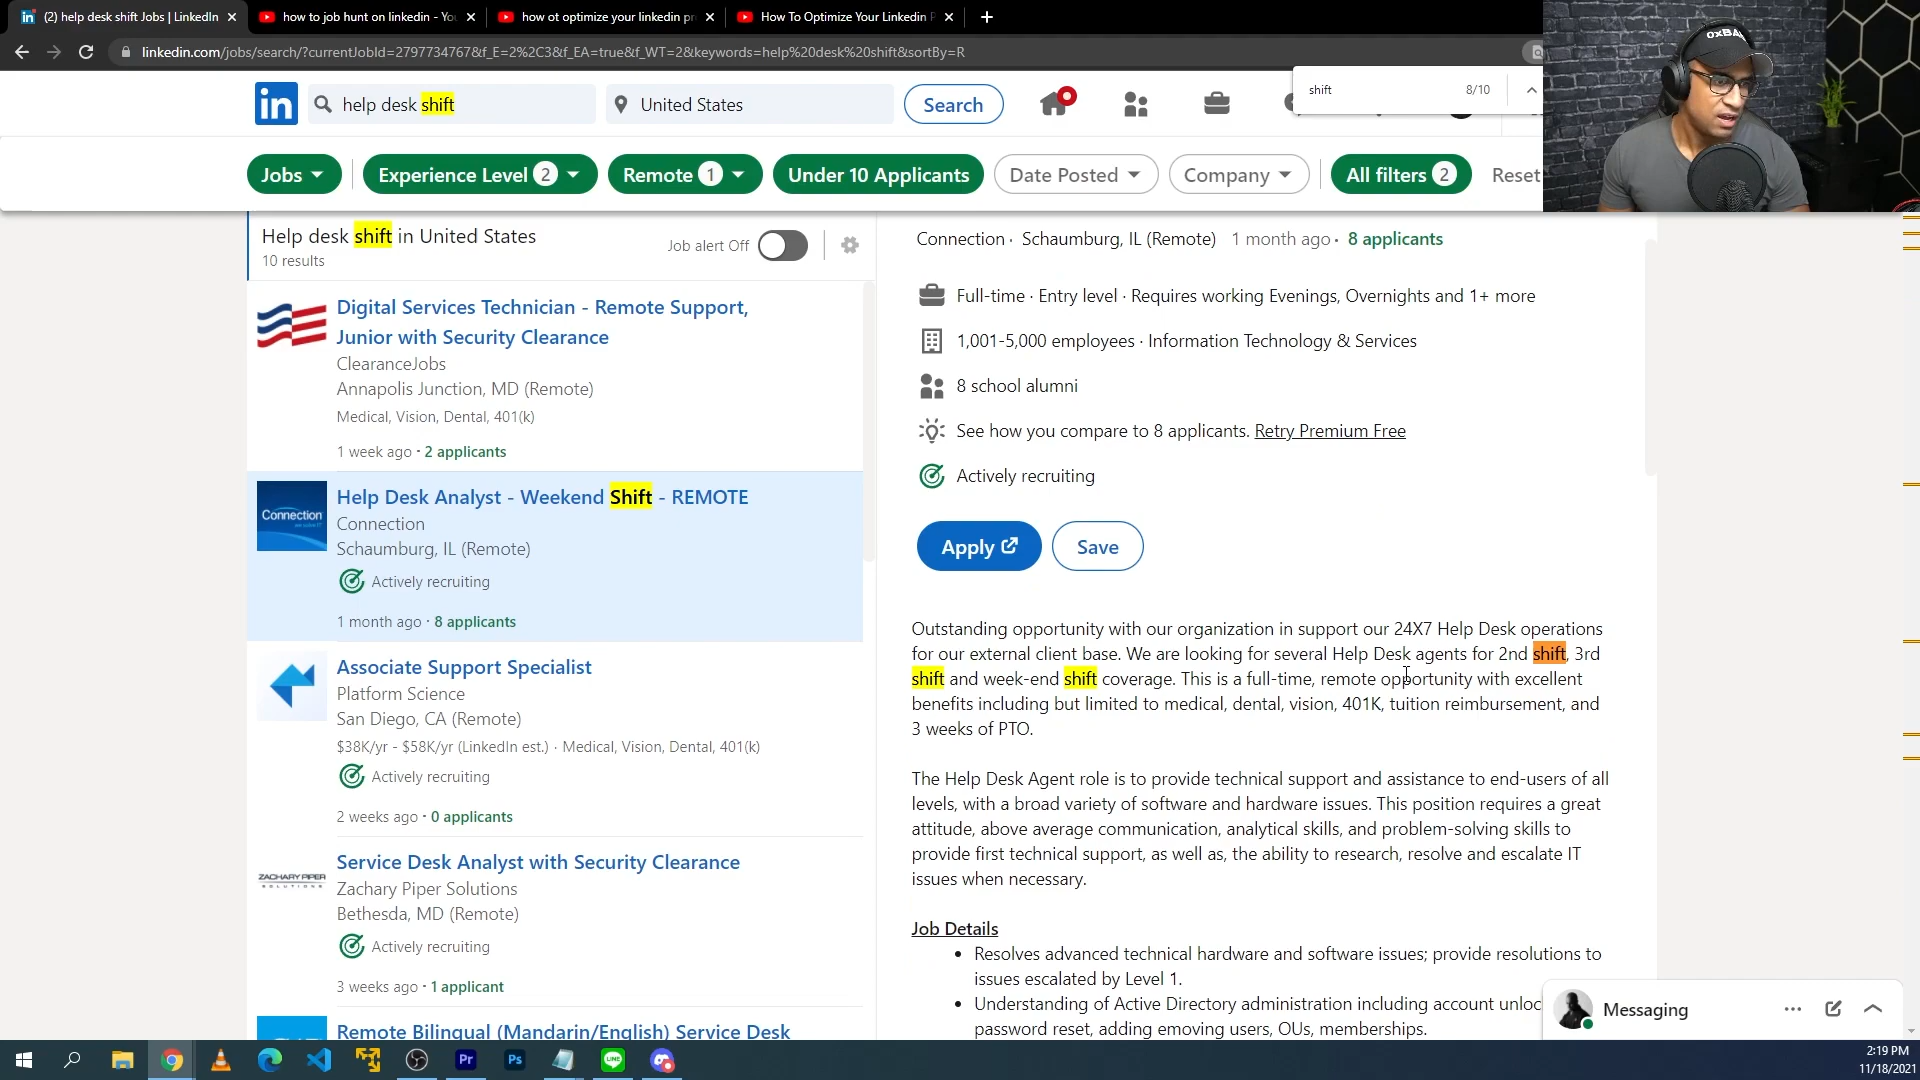 (2) help desk shift Jobs | LinkedIn
how to job hunt on linkedin - Yo
how ot optimize your linkedin pr
How To Optimize Your Linkedin P
linkedin.com/jobs/search/?currentJobId=2797734767&f_E=2%2C3&f_EA=true&f_WT=2&keywords=help%20desk%20shift&sortBy=R
shift
8/10
in
help desk shift
United States
Search
Jobs
Experience Level 2
Remote 1
Under 10 Applicants
Date Posted
Company
All filters 2
Reset
Help desk shift in United States
10 results
Job alert Off
Digital Services Technician - Remote Support,
Junior with Security Clearance
ClearanceJobs
Annapolis Junction, MD (Remote)
Medical, Vision, Dental, 401(k)
1 week ago · 2 applicants
Connection
Help Desk Analyst - Weekend Shift - REMOTE
Connection
Schaumburg, IL (Remote)
Actively recruiting
1 month ago · 8 applicants
Associate Support Specialist
Platform Science
San Diego, CA (Remote)
$38K/yr - $58K/yr (LinkedIn est.) · Medical, Vision, Dental, 401(k)
Actively recruiting
2 weeks ago · 0 applicants
ZACHARY PIPER
SOLUTIONS
Service Desk Analyst with Security Clearance
Zachary Piper Solutions
Bethesda, MD (Remote)
Actively recruiting
3 weeks ago · 1 applicant
Remote Bilingual (Mandarin/English) Service Desk
Connection · Schaumburg, IL (Remote) 1 month ago · 8 applicants
Full-time · Entry level · Requires working Evenings, Overnights and 1+ more
1,001-5,000 employees · Information Technology & Services
8 school alumni
See how you compare to 8 applicants. Retry Premium Free
Actively recruiting
Apply
Save
Outstanding opportunity with our organization in support our 24X7 Help Desk operations
for our external client base. We are looking for several Help Desk agents for 2nd shift, 3rd
shift and week-end shift coverage. This is a full-time, remote opportunity with excellent
benefits including but limited to medical, dental, vision, 401K, tuition reimbursement, and
3 weeks of PTO.
The Help Desk Agent role is to provide technical support and assistance to end-users of all
levels, with a broad variety of software and hardware issues. This position requires a great
attitude, above average communication, analytical skills, and problem-solving skills to
provide first technical support, as well as, the ability to research, resolve and escalate IT
issues when necessary.
Job Details
• Resolves advanced technical hardware and software issues; provide resolutions to
issues escalated by Level 1.
• Understanding of Active Directory administration including account unloc
password reset, adding emoving users, OUs, memberships.
Messaging
Pr
Ps
LINE
2:19 PM
11/18/2021